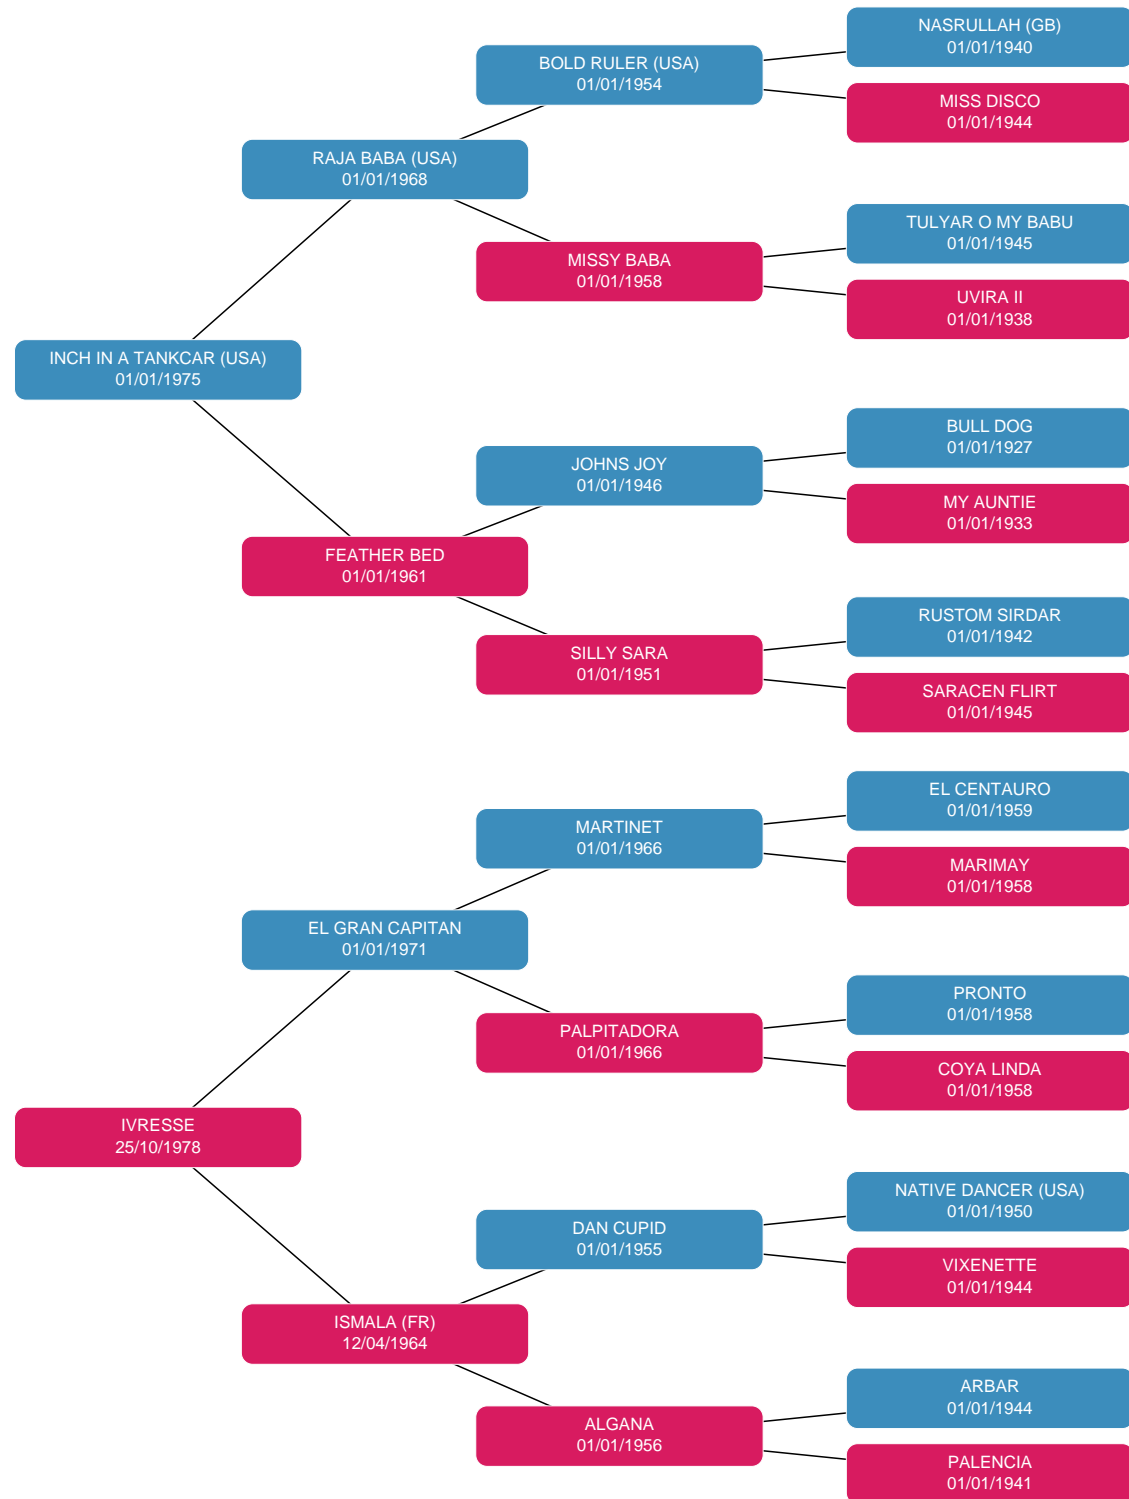 NASRULLAH (GB)
01/01/1940
BOLD RULER (USA)
01/01/1954
MISS DISCO
01/01/1944
RAJA BABA (USA)
01/01/1968
TULYAR O MY BABU
01/01/1945
MISSY BABA
01/01/1958
UVIRA II
01/01/1938
INCH IN A TANKCAR (USA)
01/01/1975
BULL DOG
01/01/1927
JOHNS JOY
01/01/1946
MY AUNTIE
01/01/1933
FEATHER BED
01/01/1961
RUSTOM SIRDAR
01/01/1942
SILLY SARA
01/01/1951
SARACEN FLIRT
01/01/1945
EL CENTAURO
01/01/1959
MARTINET
01/01/1966
MARIMAY
01/01/1958
EL GRAN CAPITAN
01/01/1971
PRONTO
01/01/1958
PALPITADORA
01/01/1966
COYA LINDA
01/01/1958
IVRESSE
25/10/1978
NATIVE DANCER (USA)
01/01/1950
DAN CUPID
01/01/1955
VIXENETTE
01/01/1944
ISMALA (FR)
12/04/1964
ARBAR
01/01/1944
ALGANA
01/01/1956
PALENCIA
01/01/1941